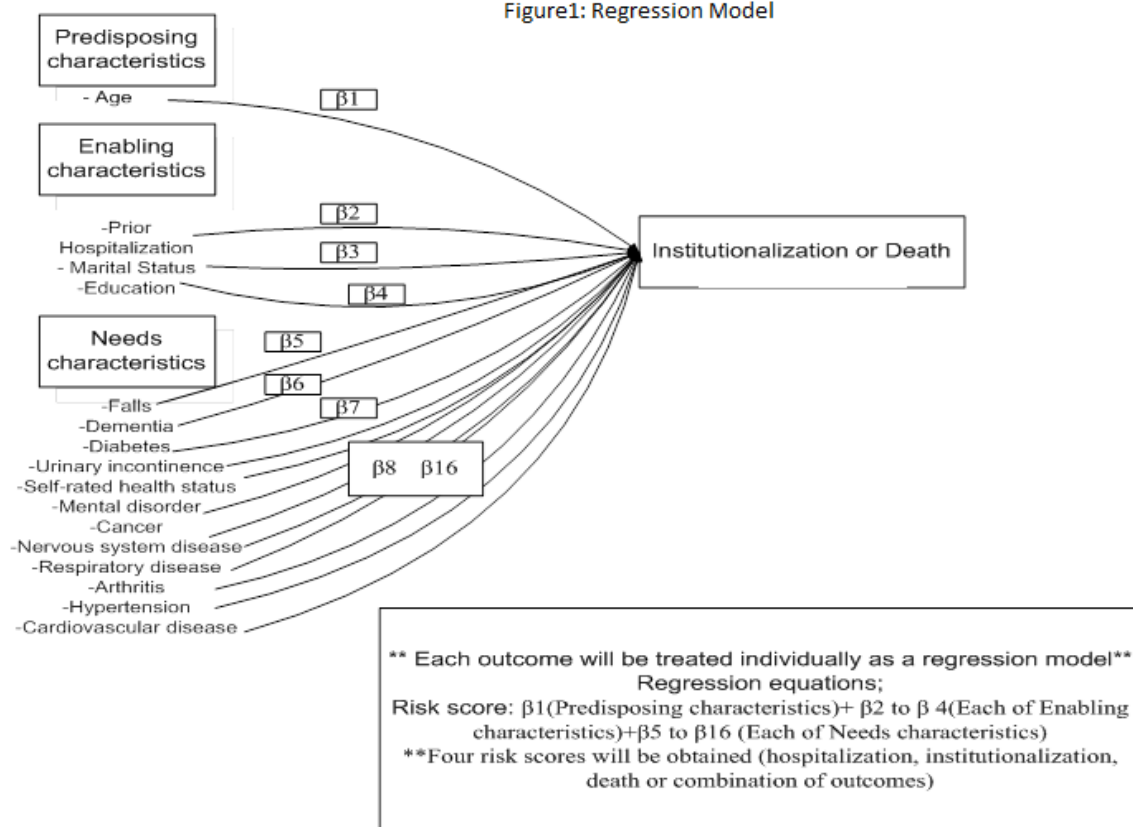 Figure1: Regression Model
Predisposing
characteristics
- Age
β1
Enabling
characteristics
-Prior
Hospitalization
- Marital Status
-Education
β2
β3
β4
Institutionalization or Death
Needs
characteristics
β5
β6
β7
-Falls
-Dementia
-Diabetes
-Urinary incontinence
-Self-rated health status
-Mental disorder
-Cancer
-Nervous system disease
-Respiratory disease
-Arthritis
-Hypertension
-Cardiovascular disease
β8 β16
** Each outcome will be treated individually as a regression model**
Regression equations;
Risk score: β1(Predisposing characteristics)+ β2 to β 4(Each of Enabling
characteristics)+β5 to β16 (Each of Needs characteristics)
**Four risk scores will be obtained (hospitalization, institutionalization,
death or combination of outcomes)